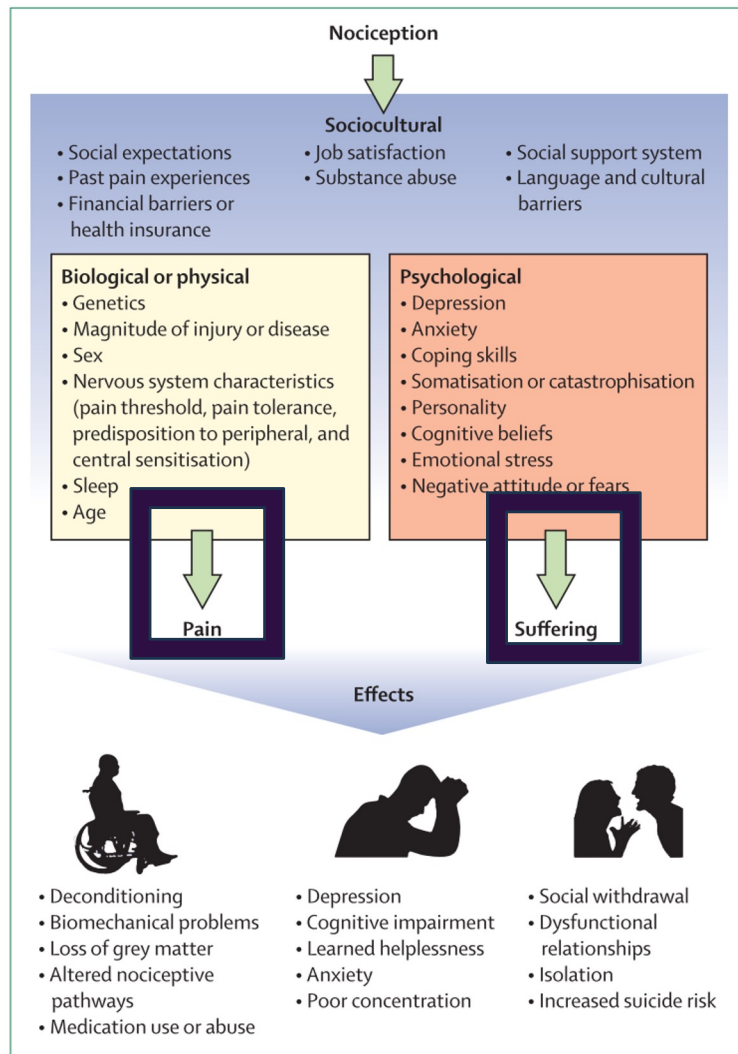 Nociception
Sociocultural
• Social expectations
• Past pain experiences
• Financial barriers or
health insurance
• Job satisfaction
• Substance abuse
• Social support system
• Language and cultural
barriers
Biological or physical
• Genetics
• Magnitude of injury or disease
• Sex
• Nervous system characteristics
(pain threshold, pain tolerance,
predisposition to peripheral, and
central sensitisation)
• Sleep
• Age
Psychological
• Depression
• Anxiety
• Coping skills
• Somatisation or catastrophisation
• Personality
• Cognitive beliefs
• Emotional stress
• Negative attitude or fears
Pain
Suffering
Effects
• Deconditioning
• Biomechanical problems
• Loss of grey matter
• Altered nociceptive
pathways
• Medication use or abuse
• Depression
• Cognitive impairment
• Learned helplessness
• Anxiety
• Poor concentration
• Social withdrawal
• Dysfunctional
relationships
• Isolation
• Increased suicide risk